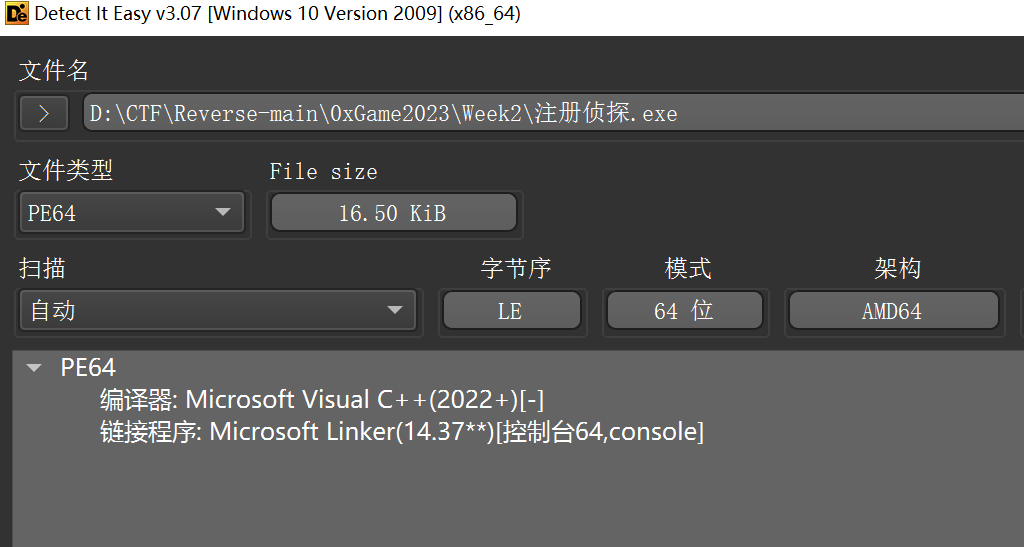 Detect It Easy v3.07 [Windows 10 Version 2009] (x86_64)
文件名
> D:\CTF\Reverse-main\0xGame2023\Week2\注册侦探.exe
文件类型 File size
PE64 16.50 KiB
扫描 字节序 模式 架构
自动 LE 64 位 AMD64
PE64
编译器: Microsoft Visual C++(2022+)[-]
链接程序: Microsoft Linker(14.37**)[控制台64,console]